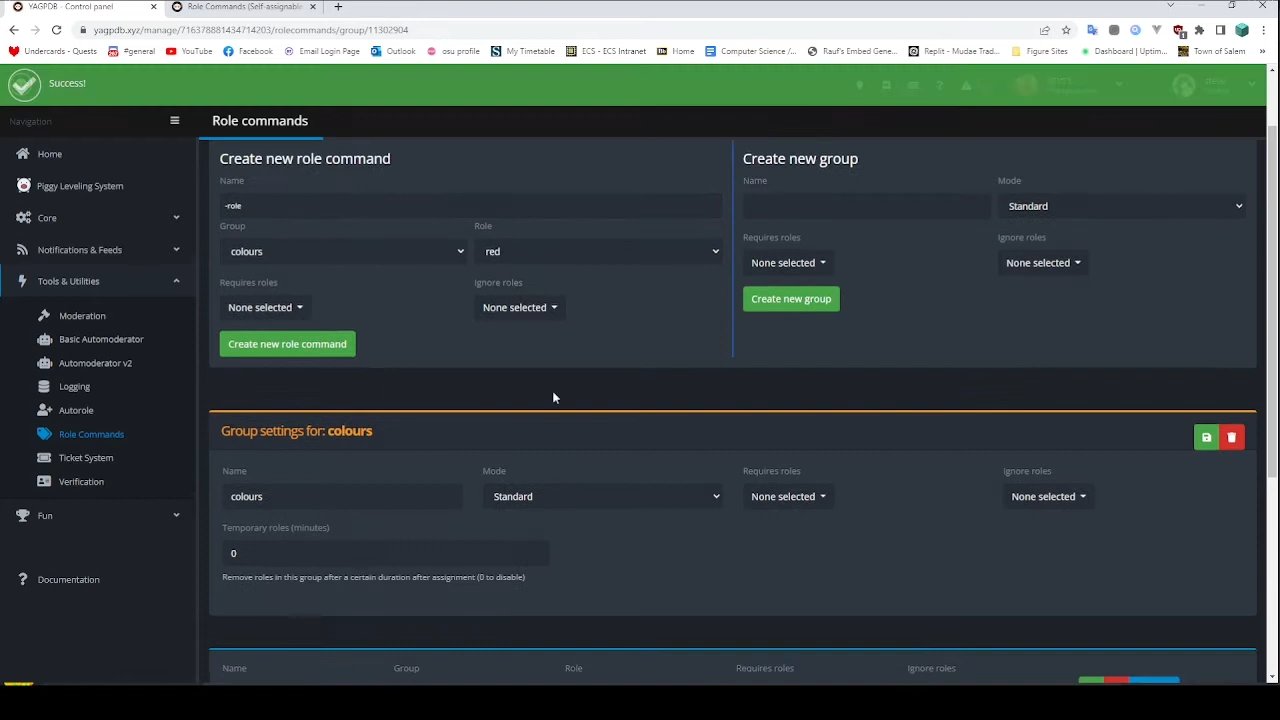 YAGPDB - Control panel
Role Commands (Self-assignable
yagpdb.xyz/manage/716378881434714203/rolecommands/group/11302904
Undercards - Quests
#general
YouTube
Facebook
Email Login Page
Outlook
osu profile
My Timetable
ECS - ECS Intranet
Home
Computer Science /...
Rauf's Embed Gene...
Replit - Mudae Trad...
Figure Sites
Dashboard | Uptim...
Town of Salem
Success!
Navigation
Role commands
Home
Piggy Leveling System
Core
Notifications & Feeds
Tools & Utilities
Moderation
Basic Automoderator
Automoderator v2
Logging
Autorole
Role Commands
Ticket System
Verification
Fun
Documentation
Create new role command
Name
-role
Group
Role
colours
red
Requires roles
Ignore roles
None selected
None selected
Create new role command
Create new group
Name
Mode
Standard
Requires roles
Ignore roles
None selected
None selected
Create new group
Group settings for: colours
Name
Mode
Requires roles
Ignore roles
colours
Standard
None selected
None selected
Temporary roles (minutes)
0
Remove roles in this group after a certain duration after assignment (0 to disable)
Name
Group
Role
Requires roles
Ignore roles